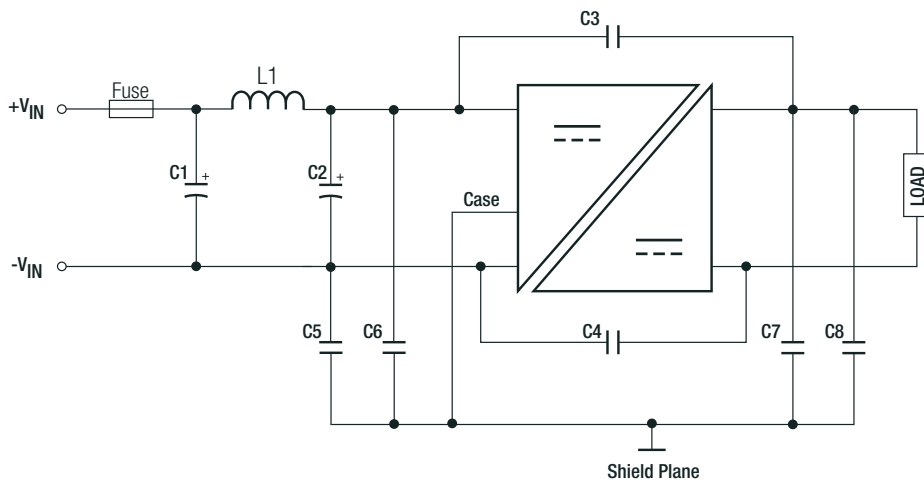 C3
Fuse
L1
+VIN
C1
+
C2
+
Case
LOAD
-VIN
C5
C6
C4
C7
C8
Shield Plane